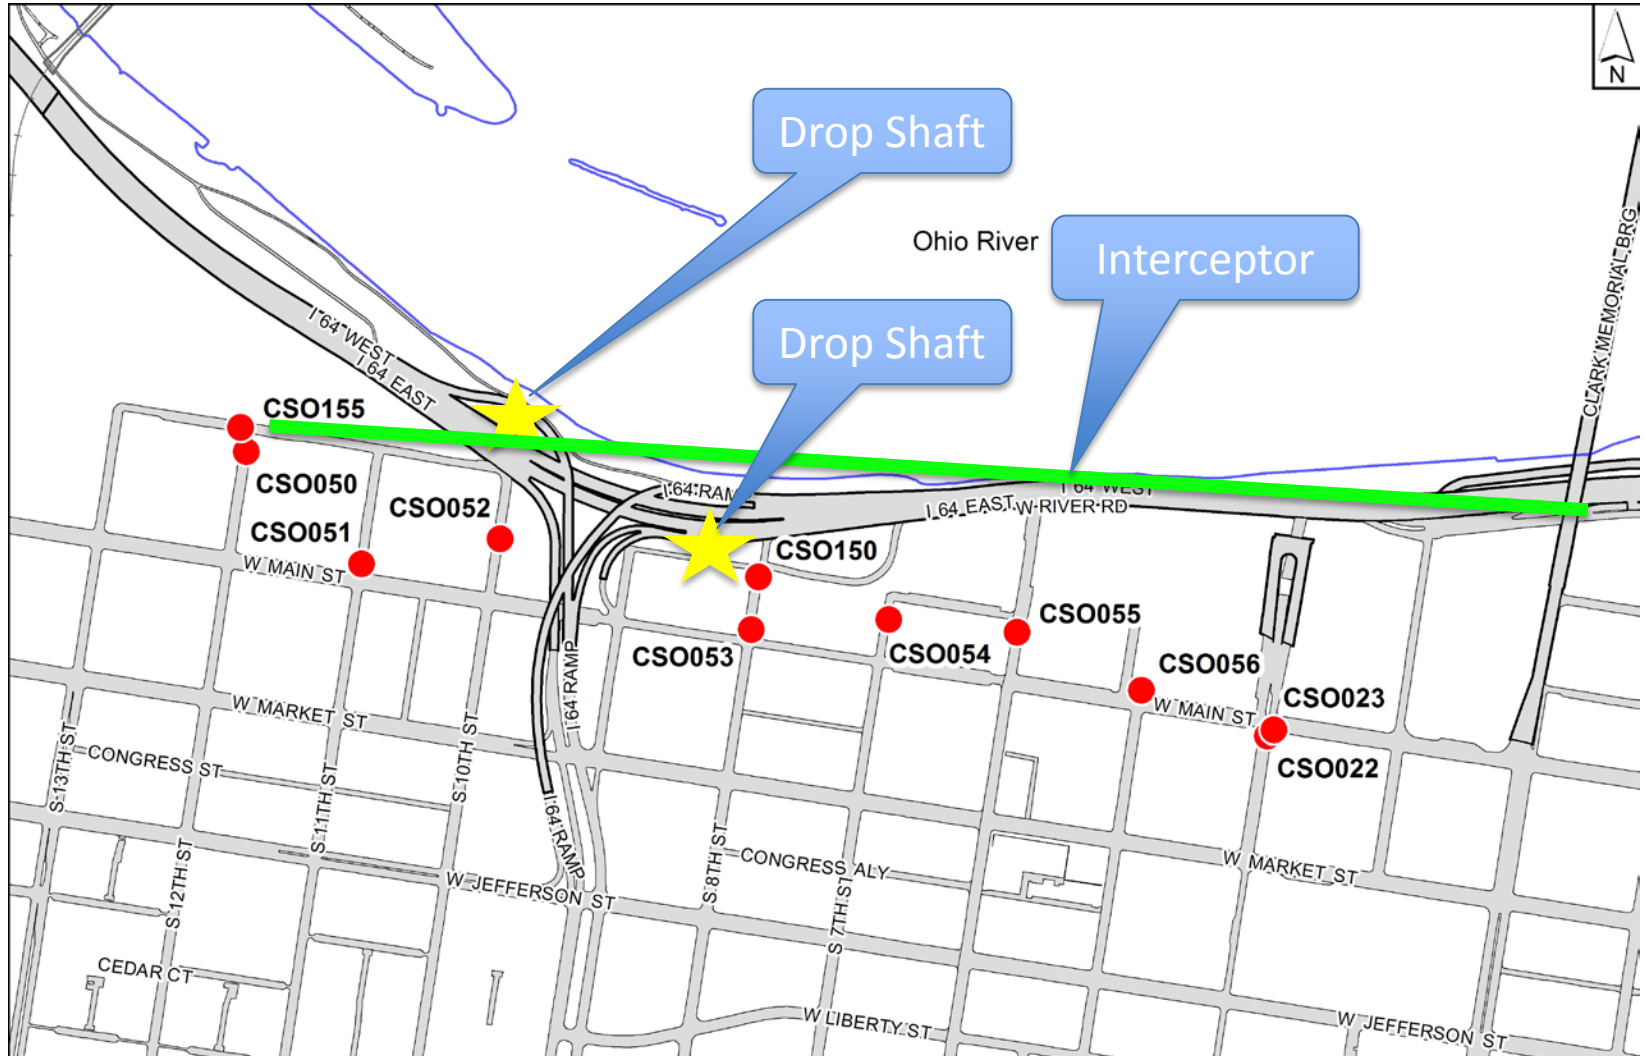 N
Drop Shaft
CLARK MEMORIAL BRG
Ohio River
Interceptor
I 64 WEST
Drop Shaft
I 64 EAST
CSO155
CSO050
I 64 RAM
I 64 WEST
I 64 EAST
W RIVER RD
CSO052
CSO051
CSO150
W MAIN ST
CSO055
CSO053
CSO054
CSO056
I 64 RAMP
CSO023
W MAIN ST
W MARKET ST
CSO022
S 13TH ST
CONGRESS ST
S 10TH ST
S 11TH ST
I 64 RAMP
S 8TH ST
CONGRESS ALY
W MARKET ST
S 12TH ST
W JEFFERSON ST
S 7TH ST
CEDAR CT
W LIBERTY ST
W JEFFERSON ST